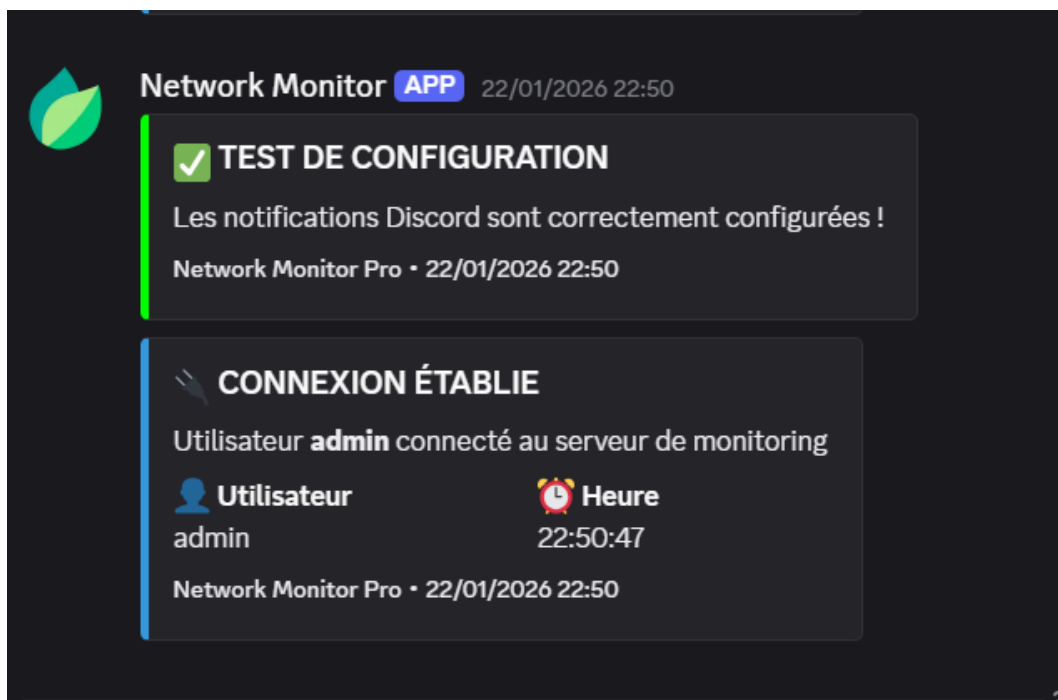 Network Monitor APP 22/01/2026 22:50
✅ TEST DE CONFIGURATION
Les notifications Discord sont correctement configurées !
Network Monitor Pro • 22/01/2026 22:50
🔌 CONNEXION ÉTABLIE
Utilisateur admin connecté au serveur de monitoring
👤 Utilisateur ⏰ Heure
admin 22:50:47
Network Monitor Pro • 22/01/2026 22:50